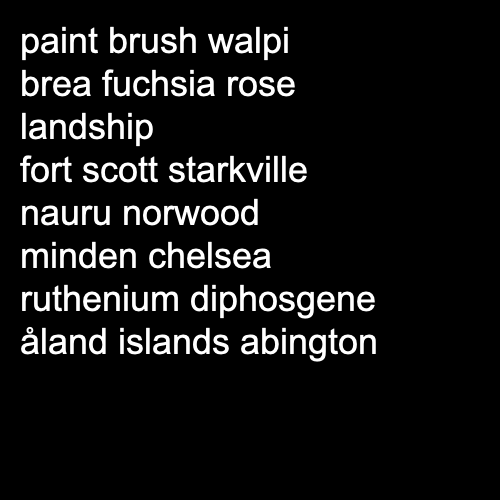 paint brush walpi
brea fuchsia rose
landship
fort scott starkville
nauru norwood
minden chelsea
ruthenium diphosgene
åland islands abington